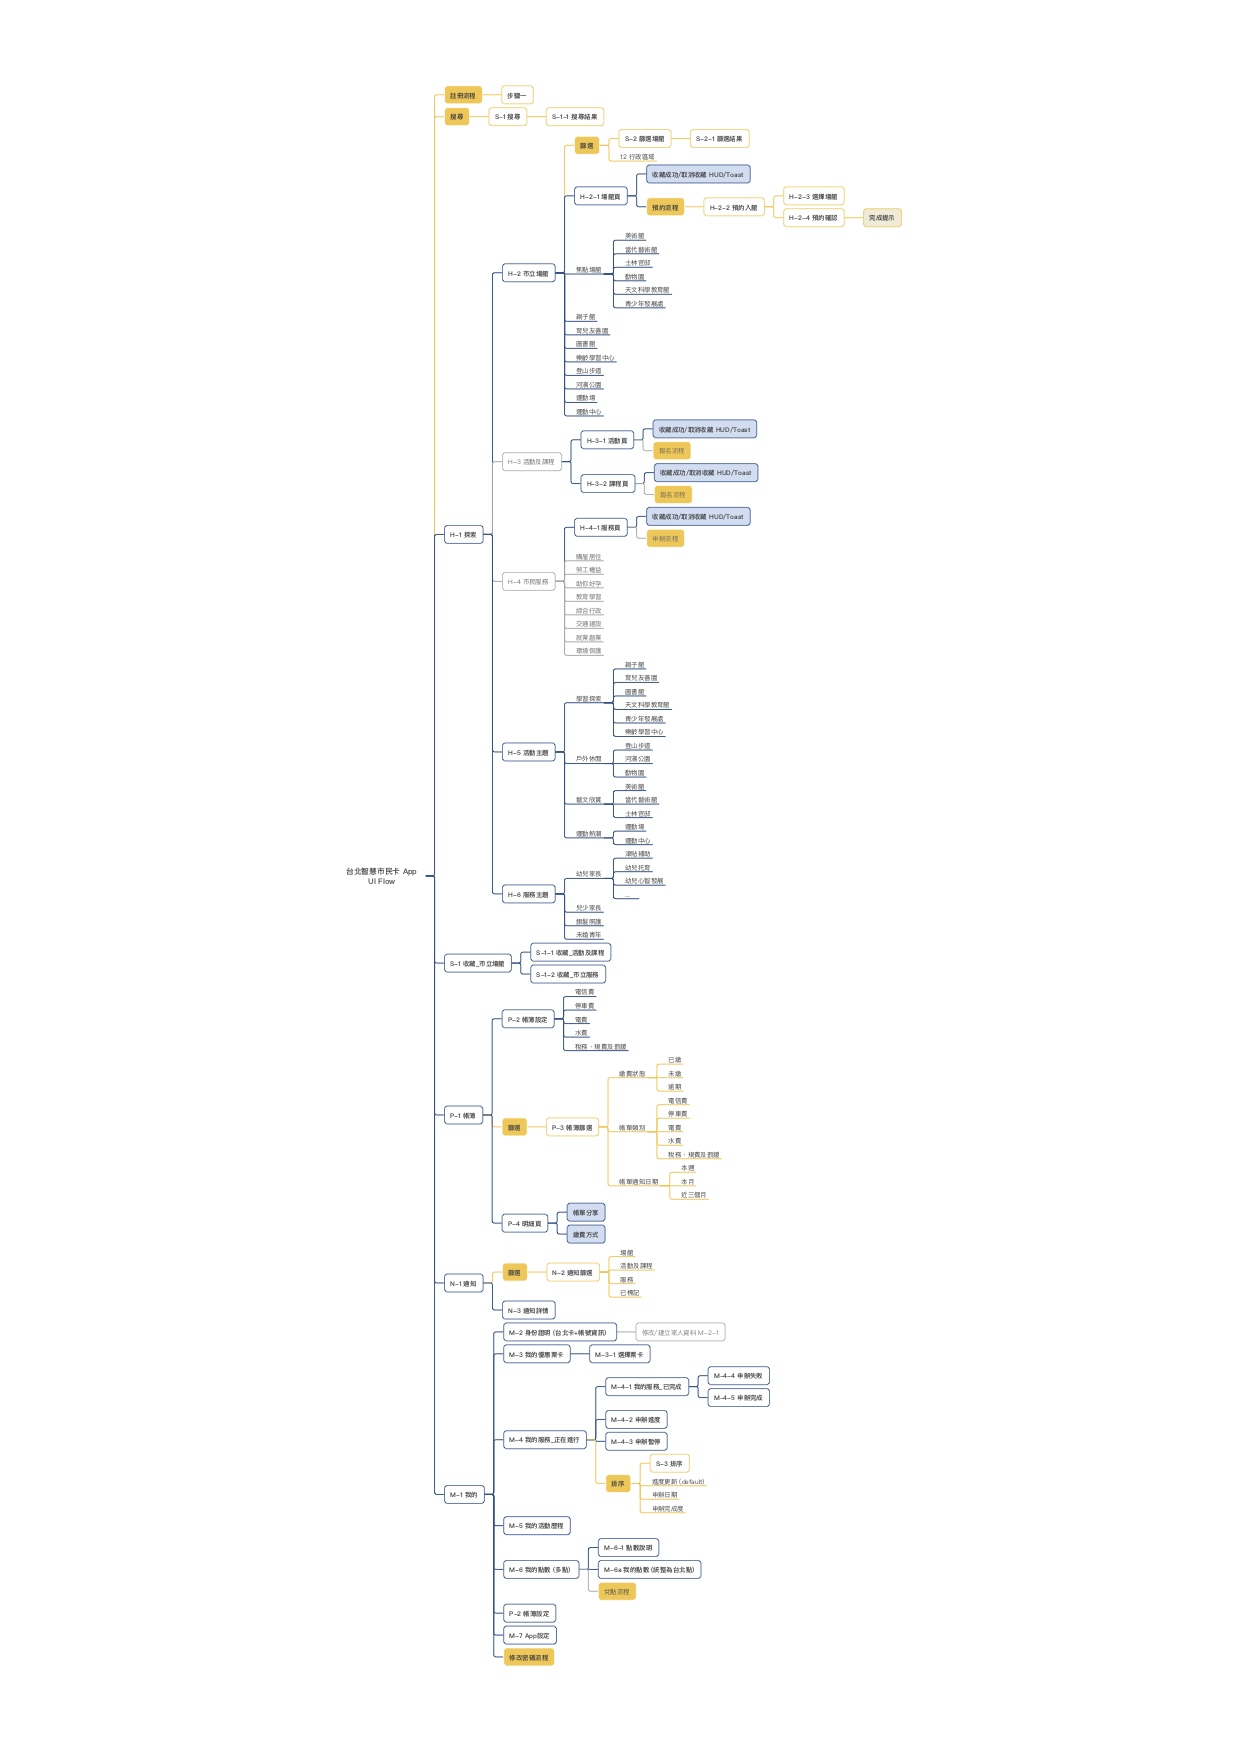 註冊流程
步驟一
搜尋
S-1 搜尋
S-1-1 搜尋結果
篩選
S-2 篩選場館
S-2-1 篩選結果
12 行政區域
H-2-1 場館頁
收藏成功/取消收藏 HUD/Toast
預約流程
H-2-2 預約入館
H-2-3 選擇場館
H-2-4 預約確認
完成提示
H-2 市立場館
焦點場館
美術館
當代藝術館
士林官邸
動物園
天文科學教育館
青少年發展處
親子館
育兒友善園
圖書館
樂齡學習中心
登山步道
河濱公園
運動場
運動中心
H-3 活動及課程
H-3-1 活動頁
收藏成功/取消收藏 HUD/Toast
報名流程
H-3-2 課程頁
收藏成功/取消收藏 HUD/Toast
報名流程
H-1 探索
H-4 市民服務
H-4-1 服務頁
收藏成功/取消收藏 HUD/Toast
申辦流程
購屋居住
勞工權益
助你好孕
教育學習
綜合行政
交通建設
就業創業
環境保護
H-5 活動主題
學習探索
親子館
育兒友善園
圖書館
天文科學教育館
青少年發展處
樂齡學習中心
戶外休閒
登山步道
河濱公園
動物園
藝文欣賞
美術館
當代藝術館
士林官邸
運動熱潮
運動場
運動中心
H-6 服務主題
幼兒家長
津貼補助
幼兒托育
幼兒心智發展
...
兒少家長
銀髮照護
未婚青年
台北智慧市民卡 App
UI Flow
S-1 收藏_市立場館
S-1-1 收藏_活動及課程
S-1-2 收藏_市立服務
P-1 帳簿
P-2 帳簿設定
電信費
停車費
電費
水費
稅務、規費及罰鍰
篩選
P-3 帳簿篩選
繳費狀態
已繳
未繳
逾期
帳單類別
電信費
停車費
電費
水費
稅務、規費及罰鍰
帳單通知日期
本週
本月
近三個月
P-4 明細頁
帳單分享
繳費方式
N-1 通知
篩選
N-2 通知篩選
場館
活動及課程
服務
已標記
N-3 通知詳情
M-1 我的
M-2 身份證明 (台北卡+帳號資訊)
修改/建立家人資料 M-2-1
M-3 我的優惠票卡
M-3-1 選擇票卡
M-4 我的服務_正在進行
M-4-1 我的服務_已完成
M-4-4 申辦失敗
M-4-5 申辦完成
M-4-2 申辦進度
M-4-3 申辦暫停
排序
S-3 排序
進度更新 (default)
申辦日期
申辦完成度
M-5 我的活動歷程
M-6 我的點數 (多點)
M-6-1 點數說明
M-6a 我的點數 (統整為台北點)
兌點流程
P-2 帳簿設定
M-7 App設定
修改密碼流程